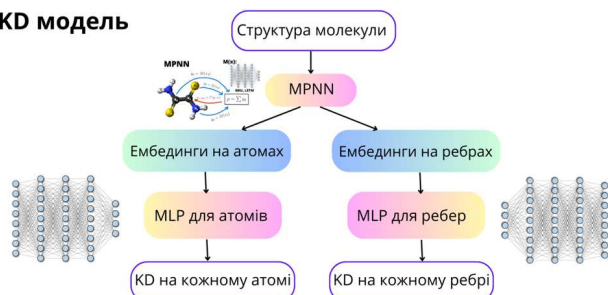 KD модель
Структура молекули
MPNN
M(x):
MPNN
Ембединги на атомах
Ембединги на ребрах
MLP для атомів
MLP для ребер
KD на кожному атомі
KD на кожному ребрі